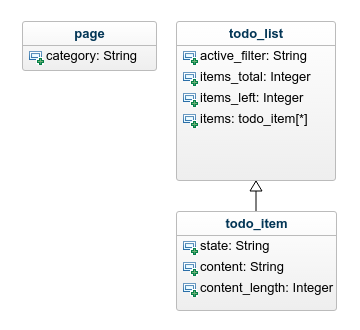 page
category: String
todo_list
active_filter: String
items_total: Integer
items_left: Integer
items: todo_item[*]
todo_item
state: String
content: String
content_length: Integer